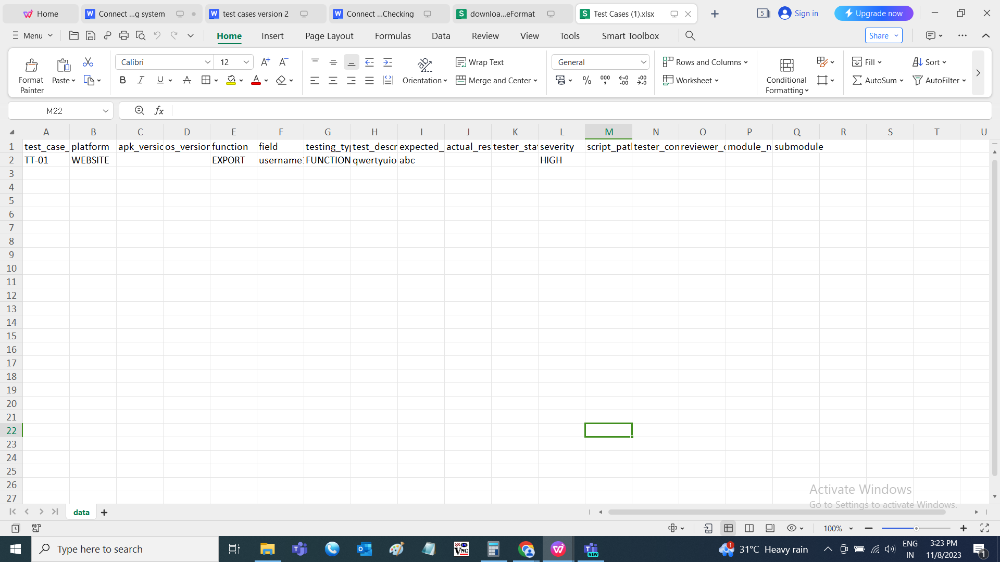 Home
Connect ...g system
test cases version 2
Connect ...Checking
downloa...eFormat
Test Cases (1).xlsx
5
Sign in
Upgrade now
Menu
Home
Insert
Page Layout
Formulas
Data
Review
View
Tools
Smart Toolbox
Share
Format Painter
Paste
Calibri
12
Orientation
Wrap Text
Merge and Center
General
Rows and Columns
Worksheet
Conditional Formatting
Fill
AutoSum
Sort
AutoFilter
M22
fx
A B C D E F G H I J K L M N O P Q R S T U
1 test_case_ platform apk_versic os_version function field testing_ty test_descr expected_ actual_res tester_sta severity script_pat tester_con reviewer_ module_n submodule
2 TT-01 WEBSITE EXPORT username FUNCTION qwertyuio abc HIGH
3
4
5
6
7
8
9
10
11
12
13
14
15
16
17
18
19
20
21
22
23
24
25
26
27
Activate Windows
Go to Settings to activate Windows.
data
100%
Type here to search
NEW
1
31°C Heavy rain
ENG
IN
3:23 PM
11/8/2023
1